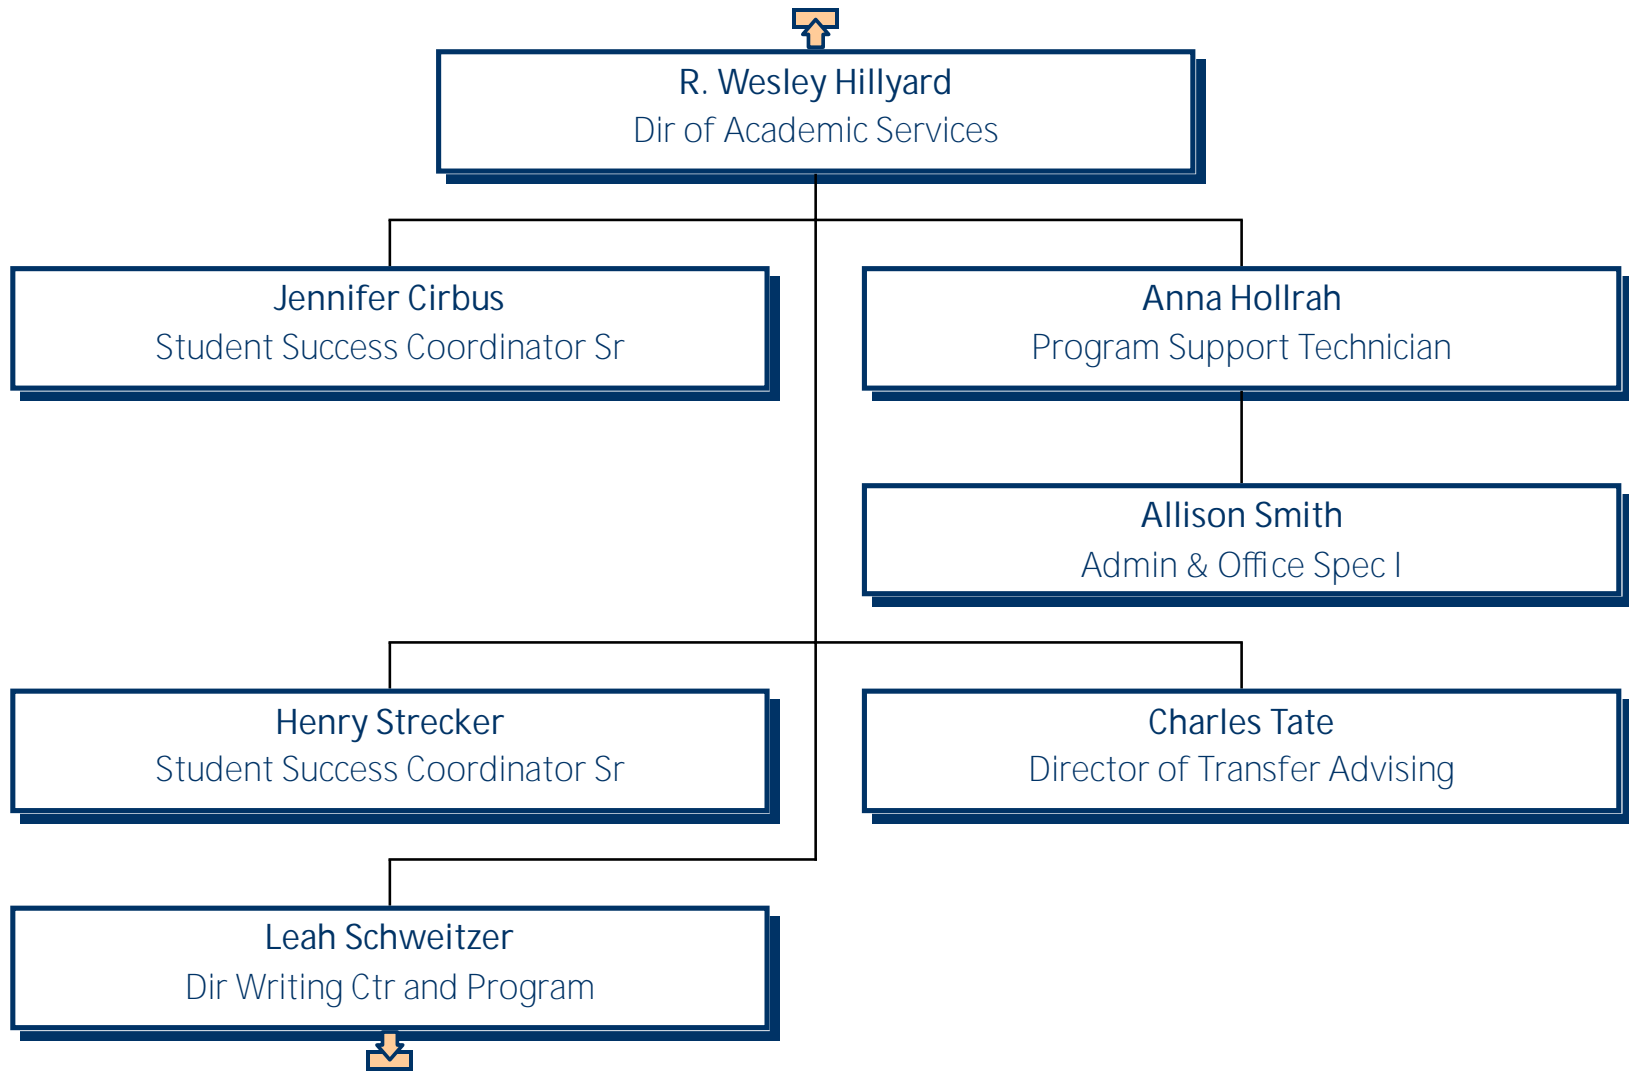 R. Wesley Hillyard
Dir of Academic Services
Jennifer Cirbus
Student Success Coordinator Sr
Anna Hollrah
Program Support Technician
Allison Smith
Admin & Office Spec I
Henry Strecker
Student Success Coordinator Sr
Charles Tate
Director of Transfer Advising
Leah Schweitzer
Dir Writing Ctr and Program